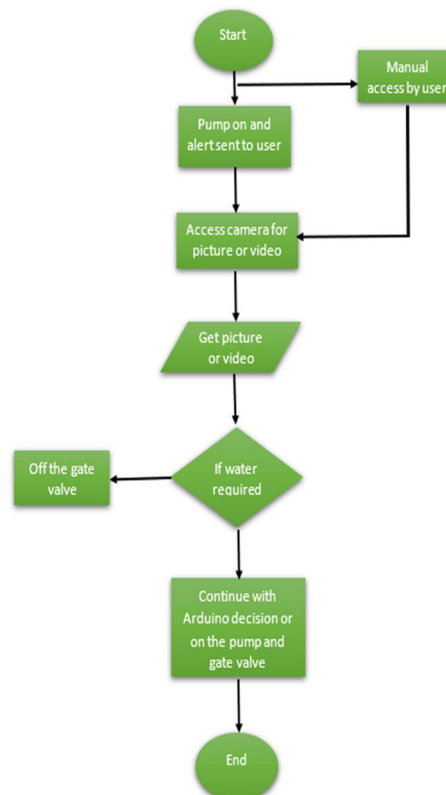 Start
Manual
access by user
Pump on and
alert sent to user
Access camera for
picture or video
Get picture
or video
If water
required
Off the gate
valve
Continue with
Arduino decision or
on the pump and
gate valve
End